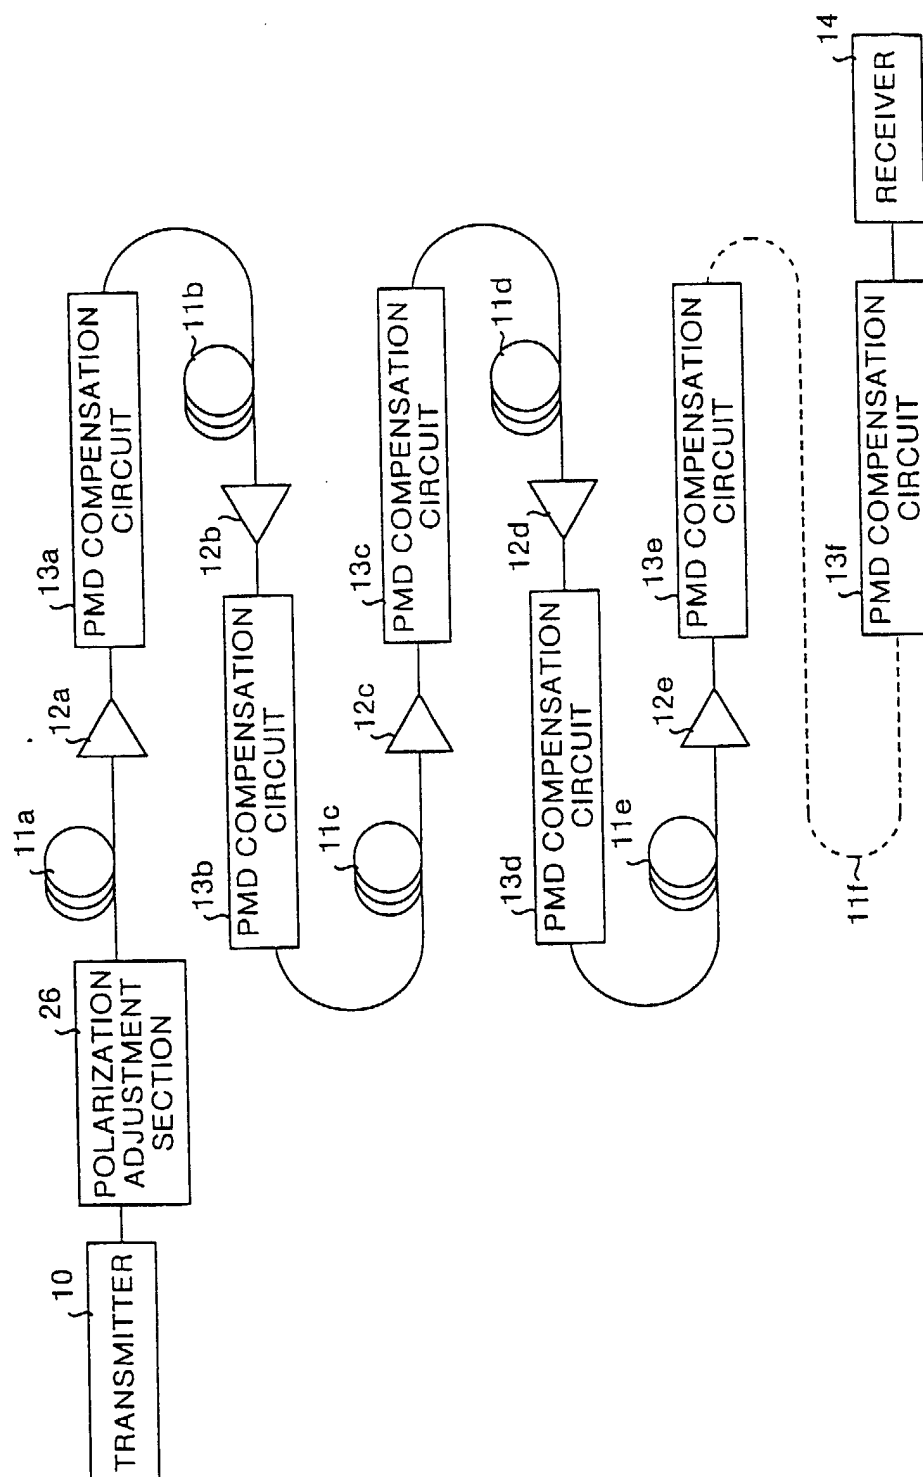 10
TRANSMITTER
26
POLARIZATION
ADJUSTMENT
SECTION
11a
12a
13a
PMD COMPENSATION
CIRCUIT
11b
12b
13b
PMD COMPENSATION
CIRCUIT
11c
12c
13c
PMD COMPENSATION
CIRCUIT
11d
12d
13d
PMD COMPENSATION
CIRCUIT
11e
12e
13e
PMD COMPENSATION
CIRCUIT
11f
13f
PMD COMPENSATION
CIRCUIT
14
RECEIVER